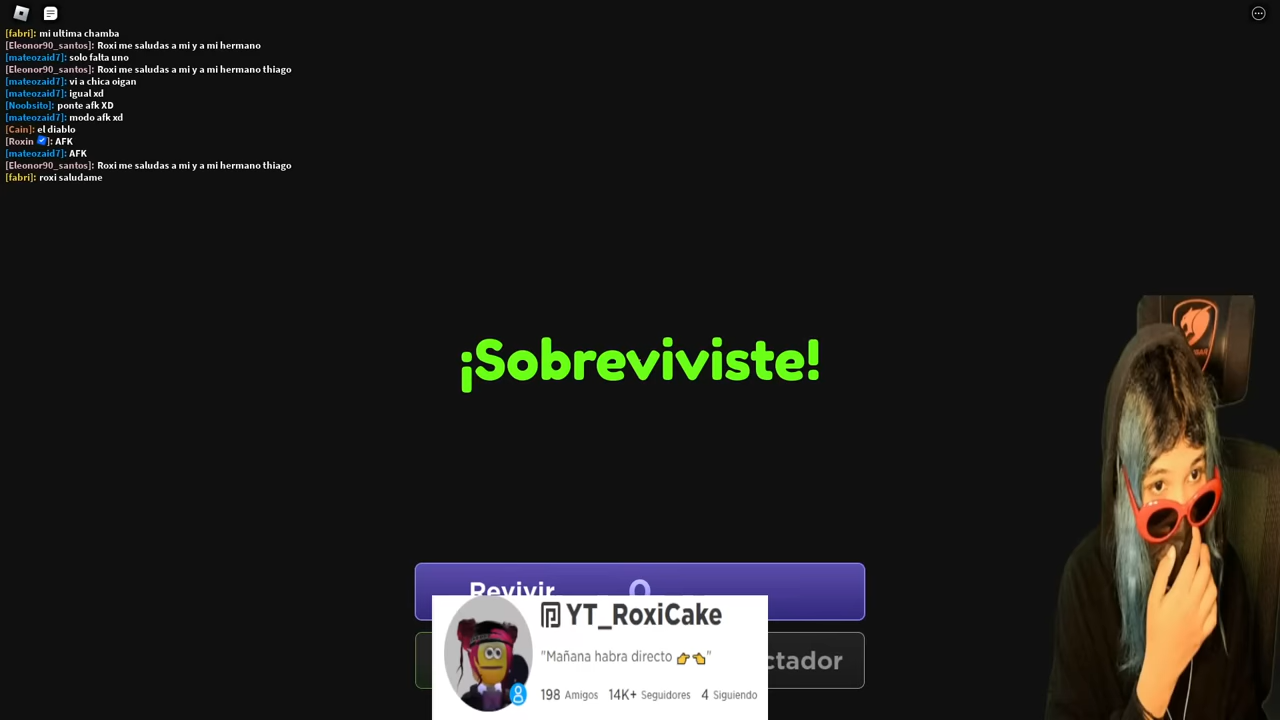 [fabri]: mi ultima chamba
[Eleonor90_santos]: Roxi me saludas a mi y a mi hermano
[mateozaid7]: solo falta uno
[Eleonor90_santos]: Roxi me saludas a mi y a mi hermano thiago
[mateozaid7]: vi a chica oigan
[mateozaid7]: igual xd
[Noobsito]: ponte afk XD
[mateozaid7]: modo afk xd
[Cain]: el diablo
[Roxin ]: AFK
[mateozaid7]: AFK
[Eleonor90_santos]: Roxi me saludas a mi y a mi hermano thiago
[fabri]: roxi saludame
¡Sobreviviste!
Revivir
YT_RoxiCake
"Mañana habra directo 👉👈"
198 Amigos 14K+ Seguidores 4 Siguiendo